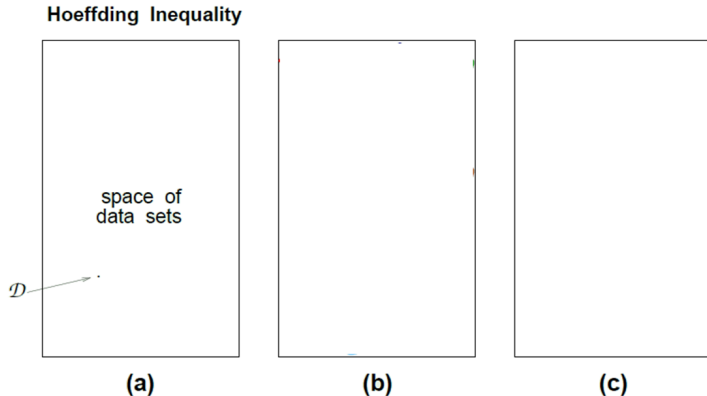 Hoeffding Inequality
space of
data sets
𝒟
(a)
(b)
(c)